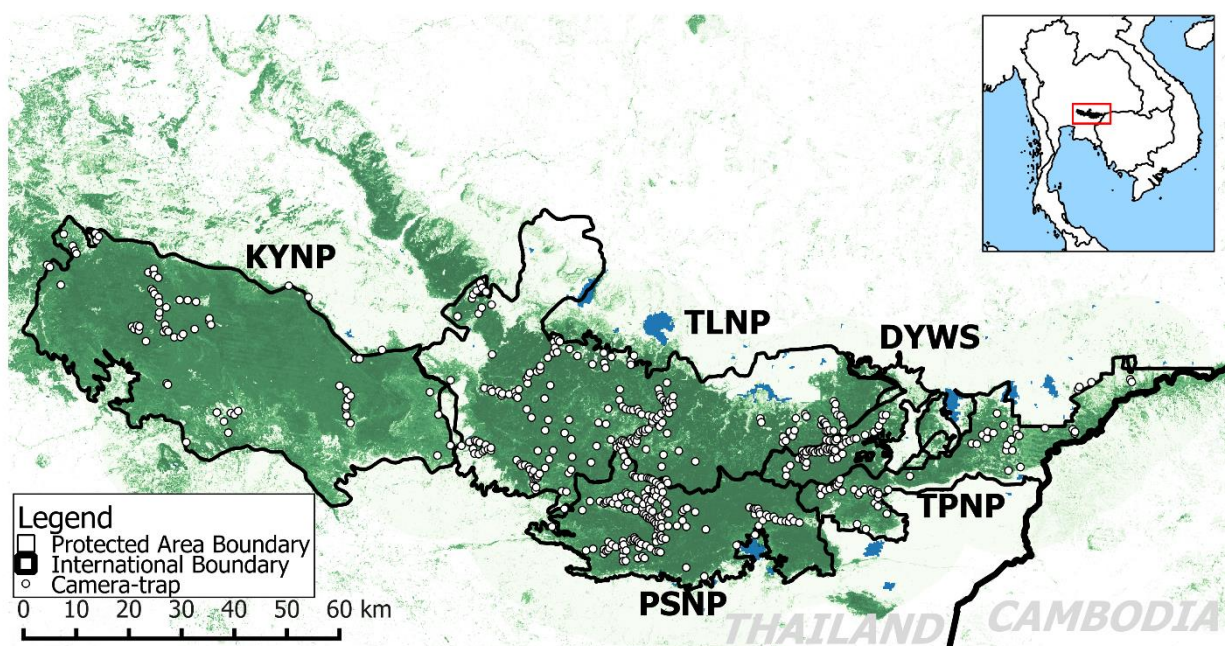 KYNP
TLNP
DYWS
TPNP
PSNP
Legend
Protected Area Boundary
International Boundary
Camera-trap
0 10 20 30 40 50 60 km
THAILAND
CAMBODIA